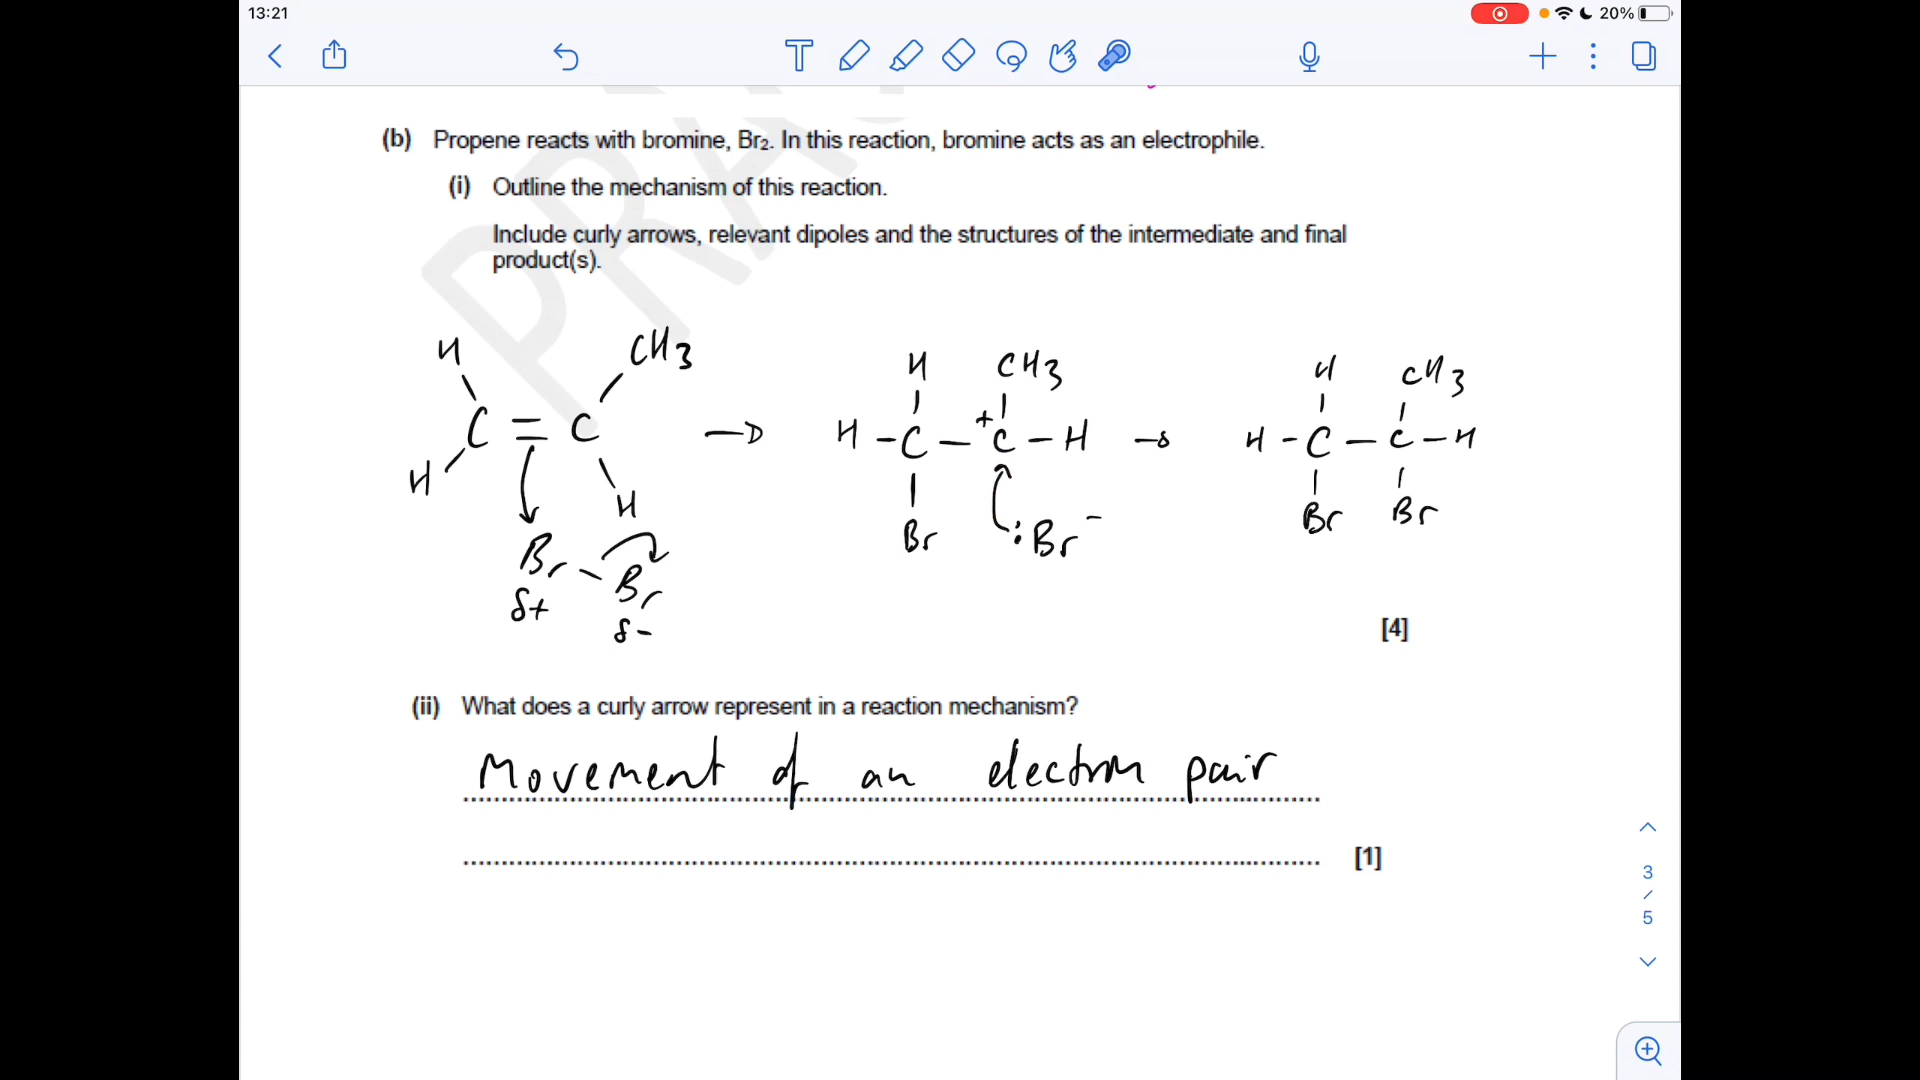 13:21
20%
(b) Propene reacts with bromine, Br₂. In this reaction, bromine acts as an electrophile.
(i) Outline the mechanism of this reaction.
Include curly arrows, relevant dipoles and the structures of the intermediate and final
product(s).
H CH3 H CH3 H CH3
C = C → H - C - +C - H → H - C - C - H
H H Br :Br⁻ Br Br
Br - Br
δ+ δ-
[4]
(ii) What does a curly arrow represent in a reaction mechanism?
Movement of an electron pair
[1]
3
/
5